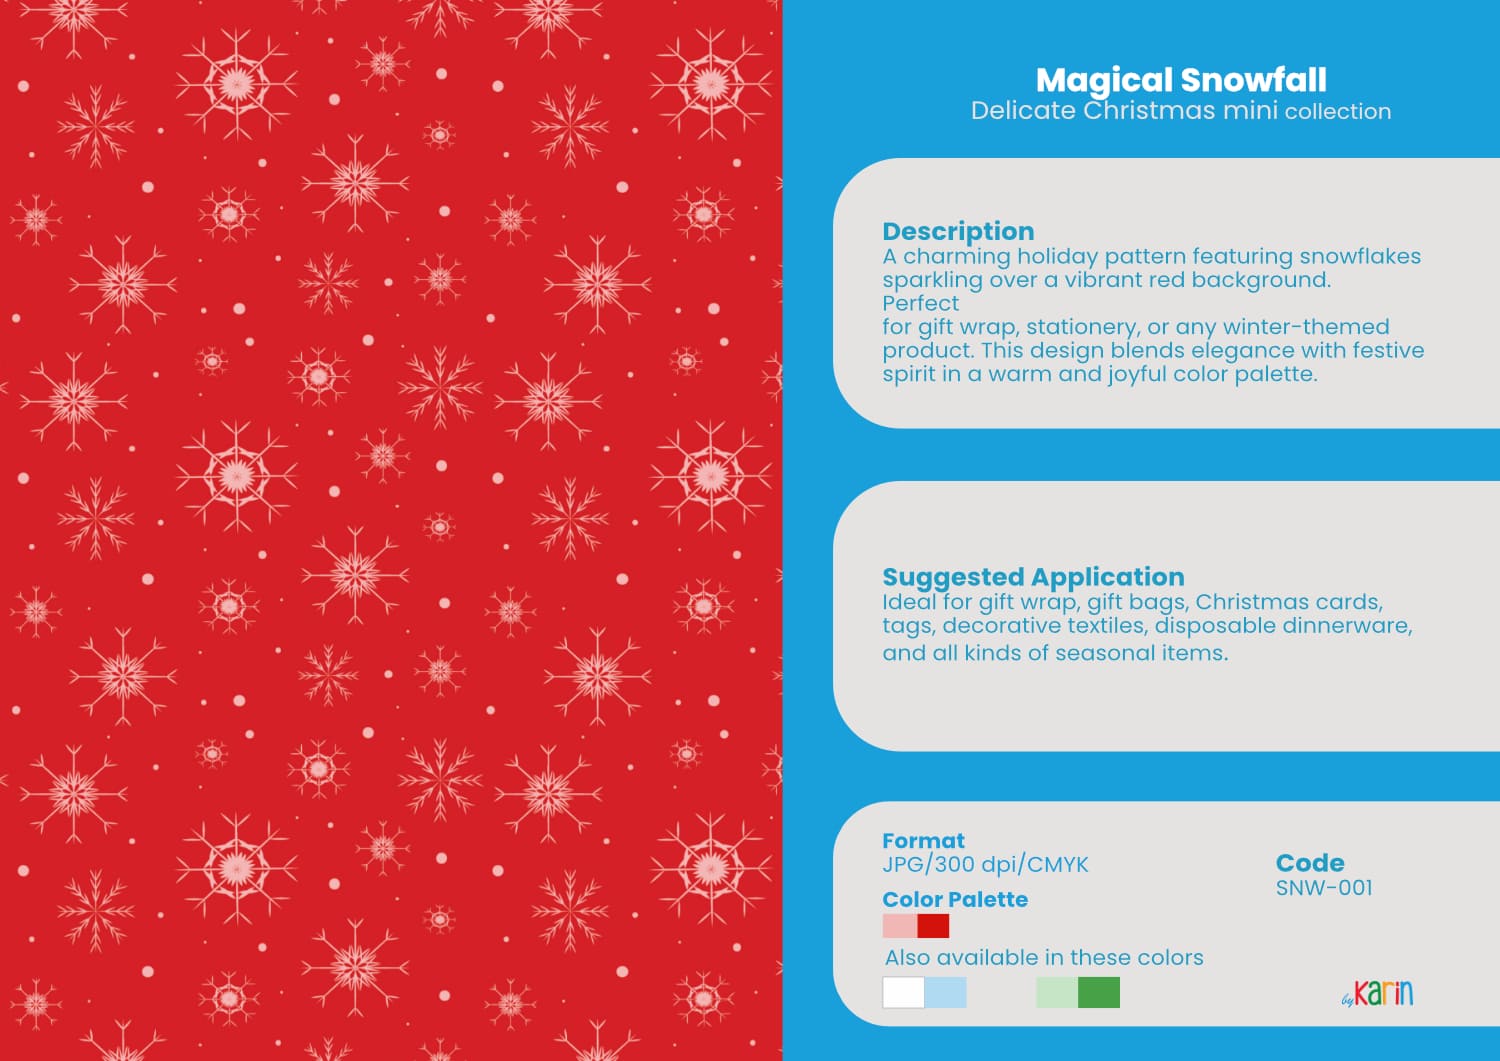 Magical Snowfall
Delicate Christmas mini collection
Description
A charming holiday pattern featuring snowflakes
sparkling over a vibrant red background.
Perfect
for gift wrap, stationery, or any winter-themed
product. This design blends elegance with festive
spirit in a warm and joyful color palette.
Suggested Application
Ideal for gift wrap, gift bags, Christmas cards,
tags, decorative textiles, disposable dinnerware,
and all kinds of seasonal items.
Format
JPG/300 dpi/CMYK
Code
SNW-001
Color Palette
Also available in these colors
by Karin